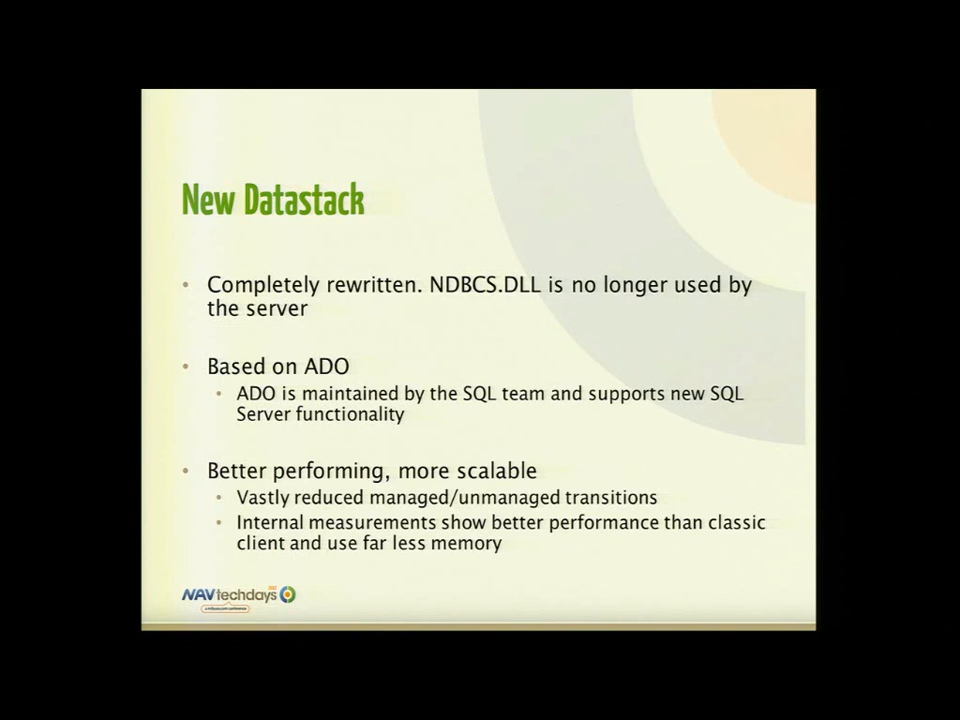 New Datastack
• Completely rewritten. NDBCS.DLL is no longer used by
the server
• Based on ADO
• ADO is maintained by the SQL team and supports new SQL
Server functionality
• Better performing, more scalable
• Vastly reduced managed/unmanaged transitions
• Internal measurements show better performance than classic
client and use far less memory
NAVtechdays